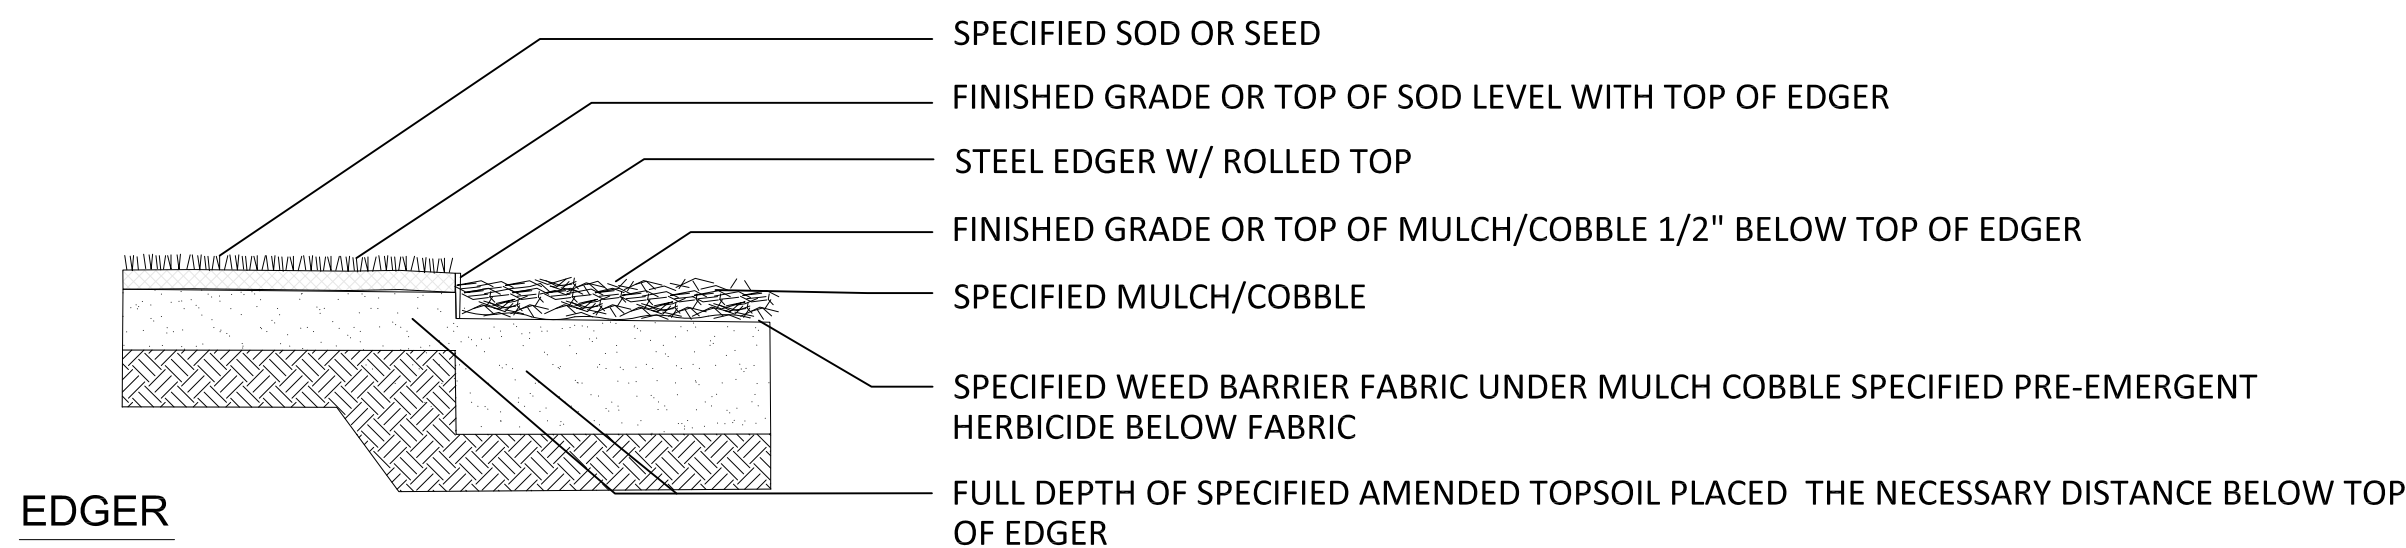 SPECIFIED SOD OR SEED
FINISHED GRADE OR TOP OF SOD LEVEL WITH TOP OF EDGER
STEEL EDGER W/ ROLLED TOP
FINISHED GRADE OR TOP OF MULCH/COBBLE 1/2" BELOW TOP OF EDGER
SPECIFIED MULCH/COBBLE
SPECIFIED WEED BARRIER FABRIC UNDER MULCH COBBLE SPECIFIED PRE-EMERGENT
HERBICIDE BELOW FABRIC
FULL DEPTH OF SPECIFIED AMENDED TOPSOIL PLACED  THE NECESSARY DISTANCE BELOW TOP
OF EDGER
EDGER